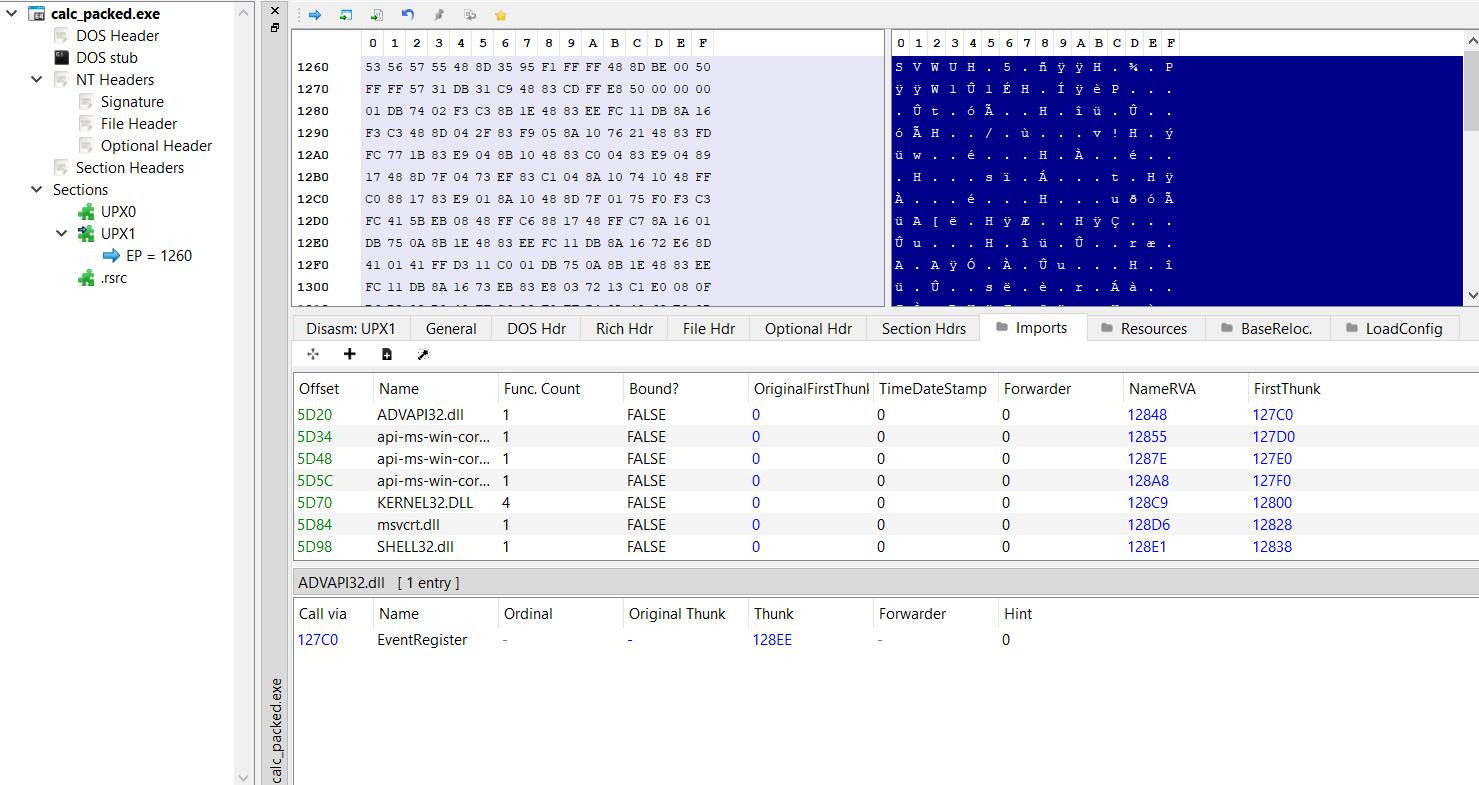 calc_packed.exe
DOS Header
DOS stub
NT Headers
Signature
File Header
Optional Header
Section Headers
Sections
UPX0
UPX1
EP = 1260
.rsrc
calc_packed.exe
0 1 2 3 4 5 6 7 8 9 A B C D E F
1260 53 56 57 55 48 8D 35 95 F1 FF FF 48 8D BE 00 50
1270 FF FF 57 31 DB 31 C9 48 83 CD FF E8 50 00 00 00
1280 01 DB 74 02 F3 C3 8B 1E 48 83 EE FC 11 DB 8A 16
1290 F3 C3 48 8D 04 2F 83 F9 05 8A 10 76 21 48 83 FD
12A0 FC 77 1B 83 E9 04 8B 10 48 83 C0 04 83 E9 04 89
12B0 17 48 8D 7F 04 73 EF 83 C1 04 8A 10 74 10 48 FF
12C0 C0 88 17 83 E9 01 8A 10 48 8D 7F 01 75 F0 F3 C3
12D0 FC 41 5B EB 08 48 FF C6 88 17 48 FF C7 8A 16 01
12E0 DB 75 0A 8B 1E 48 83 EE FC 11 DB 8A 16 72 E6 8D
12F0 41 01 41 FF D3 11 C0 01 DB 75 0A 8B 1E 48 83 EE
1300 FC 11 DB 8A 16 73 EB 83 E8 03 72 13 C1 E0 08 0F
0 1 2 3 4 5 6 7 8 9 A B C D E F
S V W U H . 5 . ñ ÿ ÿ H . ¾ . P
ÿ ÿ W 1 Û 1 É H . Í ÿ è P . . .
. Û t . ó Ã . H . î ü . Û . .
ó Ã H . . / . ù . . . v ! H . ý
ü w . . é . . . H . À . . é . .
. H . . . s ï . Á . . . t . H ÿ
À . . . é . . . H . . . u ð ó Ã
ü A [ ë . H ÿ Æ . . H ÿ Ç . . .
Û u . . . H . î ü . Û . . r æ .
A . A ÿ Ó . À . Û u . . . H . î
ü . Û . . s ë . è . r . Á à . .
Disasm: UPX1 General DOS Hdr Rich Hdr File Hdr Optional Hdr Section Hdrs Imports Resources BaseReloc. LoadConfig
Offset Name Func. Count Bound? OriginalFirstThunk TimeDateStamp Forwarder NameRVA FirstThunk
5D20 ADVAPI32.dll 1 FALSE 0 0 0 12848 127C0
5D34 api-ms-win-cor... 1 FALSE 0 0 0 12855 127D0
5D48 api-ms-win-cor... 1 FALSE 0 0 0 1287E 127E0
5D5C api-ms-win-cor... 1 FALSE 0 0 0 128A8 127F0
5D70 KERNEL32.DLL 4 FALSE 0 0 0 128C9 12800
5D84 msvcrt.dll 1 FALSE 0 0 0 128D6 12828
5D98 SHELL32.dll 1 FALSE 0 0 0 128E1 12838
ADVAPI32.dll [ 1 entry ]
Call via Name Ordinal Original Thunk Thunk Forwarder Hint
127C0 EventRegister - - 128EE - 0